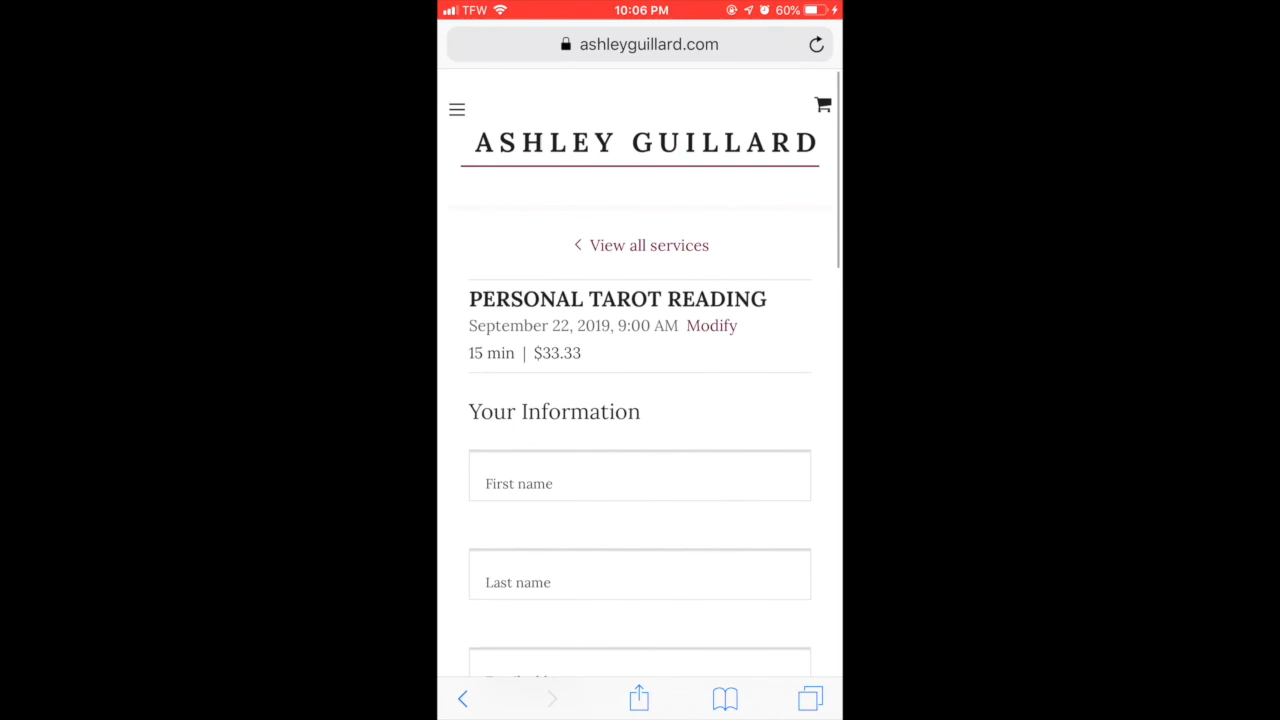 TFW 10:06 PM 60%
ashleyguillard.com
ASHLEY GUILLARD
View all services
PERSONAL TAROT READING
September 22, 2019, 9:00 AM Modify
15 min | $33.33
Your Information
First name
Last name